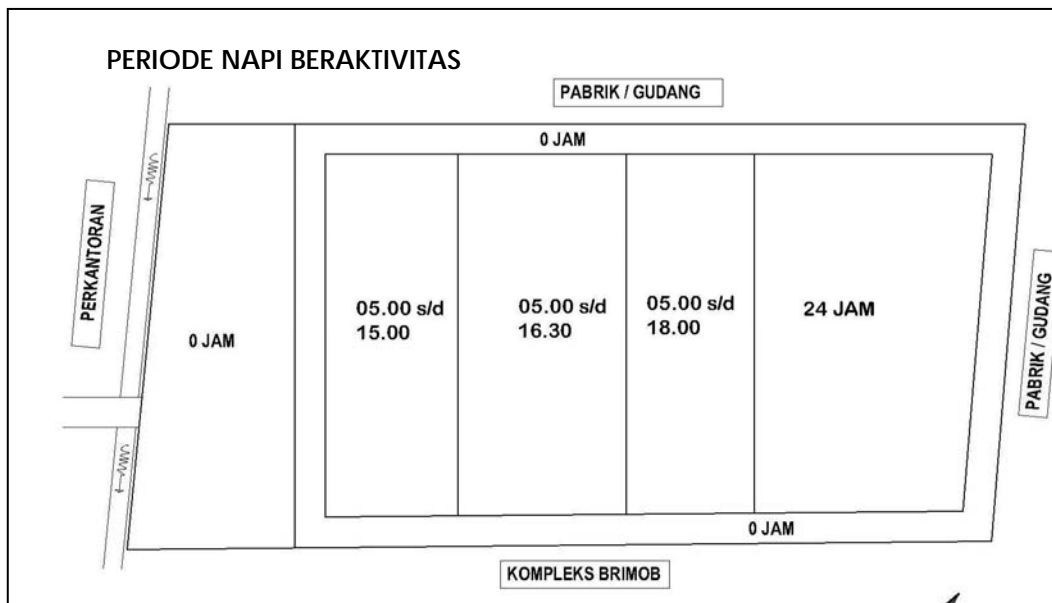 PERIODE NAPI BERAKTIVITAS
PABRIK / GUDANG
0 JAM
PERKANTORAN
0 JAM
05.00 s/d
15.00
05.00 s/d
16.30
05.00 s/d
18.00
24 JAM
PABRIK / GUDANG
0 JAM
KOMPLEKS BRIMOB